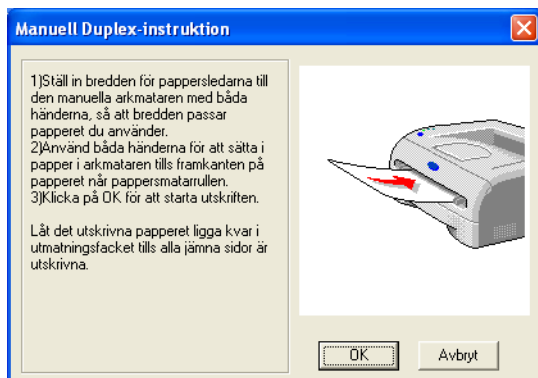 Manuell Duplex-instruktion
1)Ställ in bredden för pappersledarna till
den manuella arkmataren med båda
händerna, så att bredden passar
papperet du använder.
2)Använd båda händerna för att sätta i
papper i arkmataren tills framkanten på
papperet når pappersmatarrullen.
3)Klicka på OK för att starta utskriften.
Låt det utskrivna papperet ligga kvar i
utmatningsfacket tills alla jämna sidor är
utskrivna.
OK
Avbryt